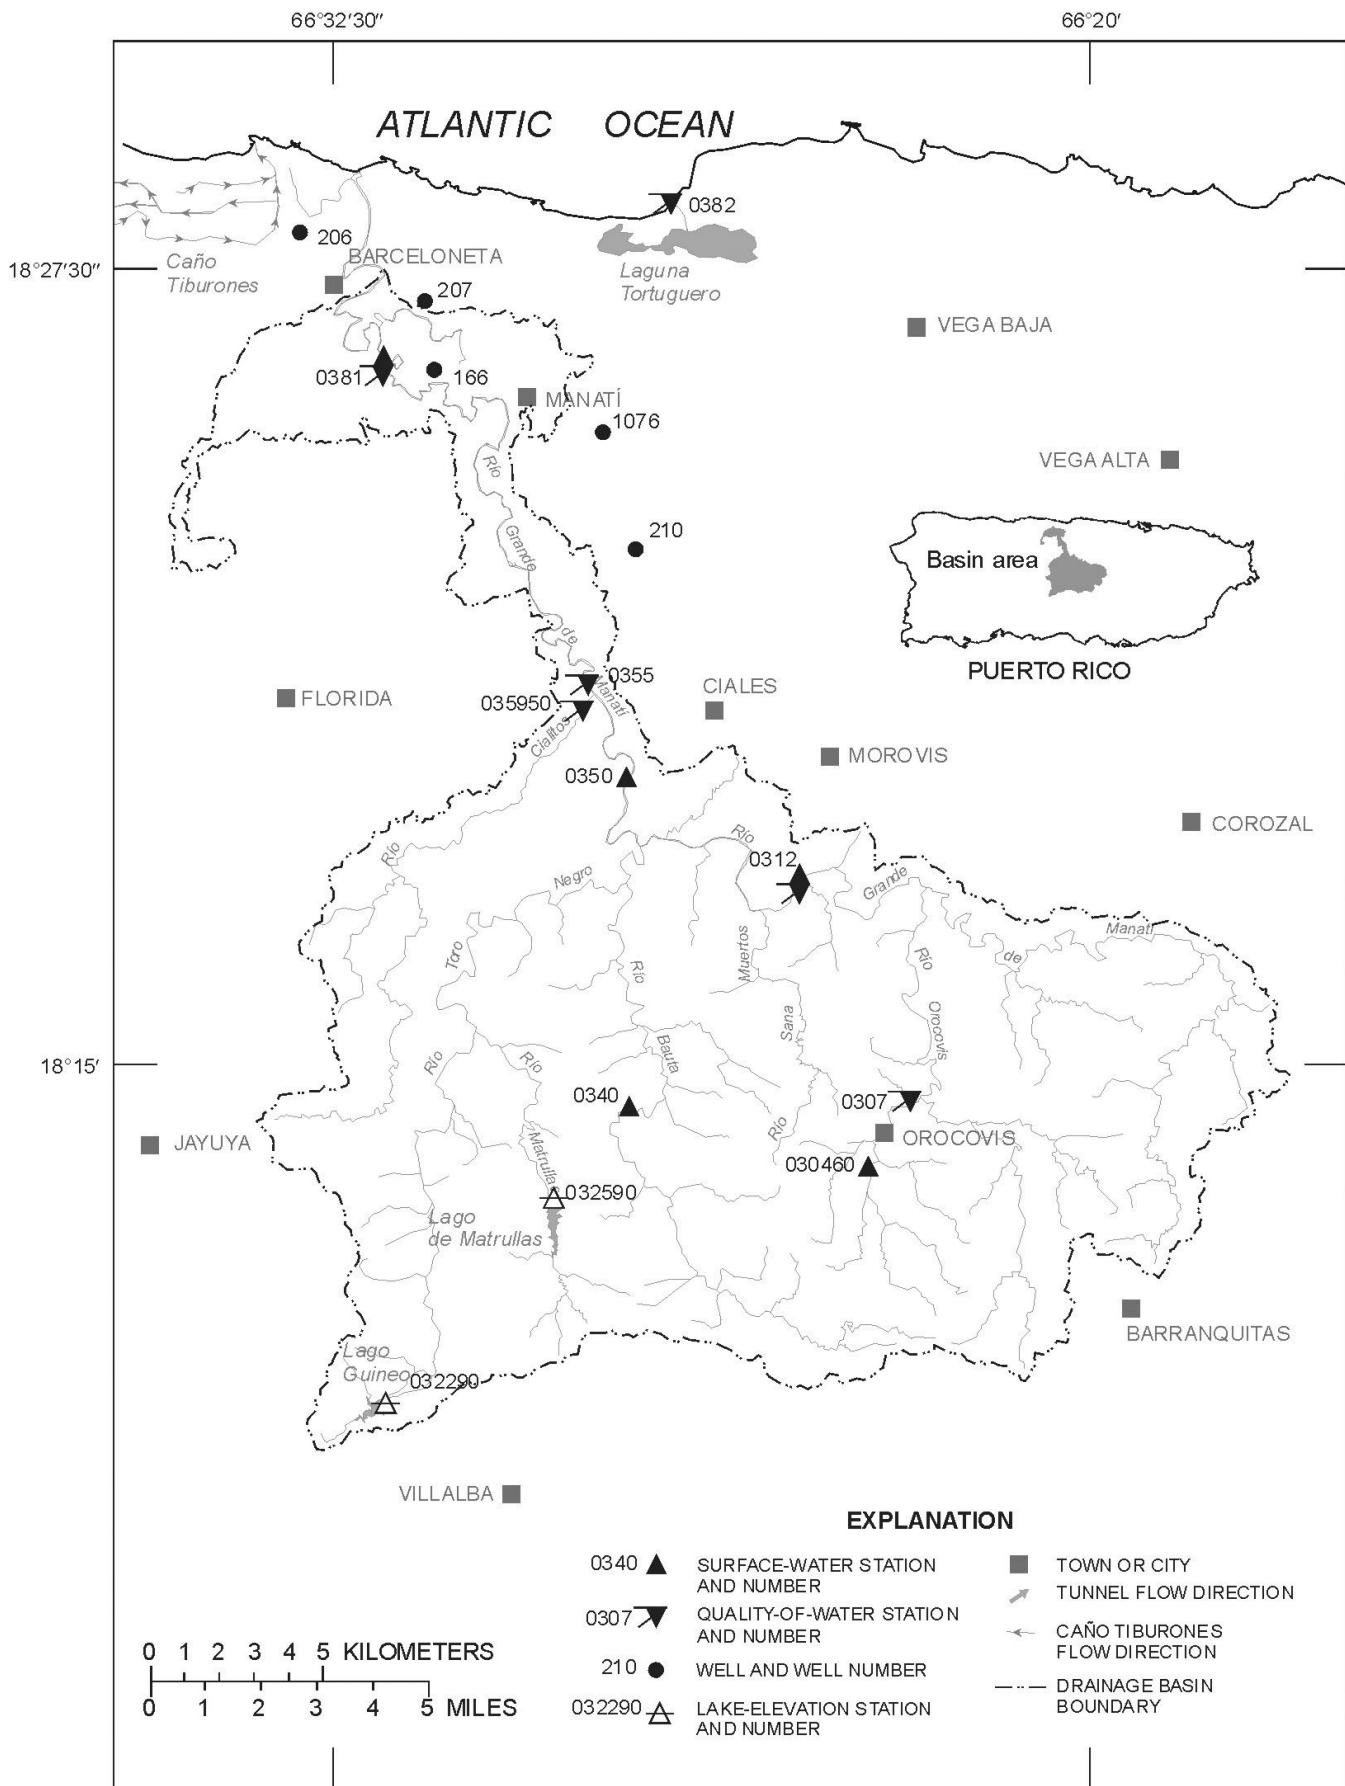 66°32'30"
66°20'
ATLANTIC OCEAN
0382
206
Caño
Tiburones
BARCELONETA
18°27'30"
Laguna
Tortuguero
207
VEGA BAJA
0381
166
MANATÍ
1076
VEGA ALTA
Río
210
Grande
Basin area
de
PUERTO RICO
0355
Manatí
CIALES
FLORIDA
035950
Cialitos
MOROVIS
0350
COROZAL
Río
Río
0312
Negro
Grande
Manatí
Toro
Muertos
Río
Río
de
Sana
Orocovis
Bauta
Río
Río
18°15'
0340
0307
Río
OROCOVIS
JAYUYA
Matrullas
030460
032590
Lago
de Matrullas
BARRANQUITAS
Lago
Guineo
032290
VILLALBA
EXPLANATION
0340 SURFACE-WATER STATION
AND NUMBER
0307 QUALITY-OF-WATER STATION
AND NUMBER
210 WELL AND WELL NUMBER
032290 LAKE-ELEVATION STATION
AND NUMBER
TOWN OR CITY
TUNNEL FLOW DIRECTION
CAÑO TIBURONES
FLOW DIRECTION
DRAINAGE BASIN
BOUNDARY
0 1 2 3 4 5 KILOMETERS
0 1 2 3 4 5 MILES